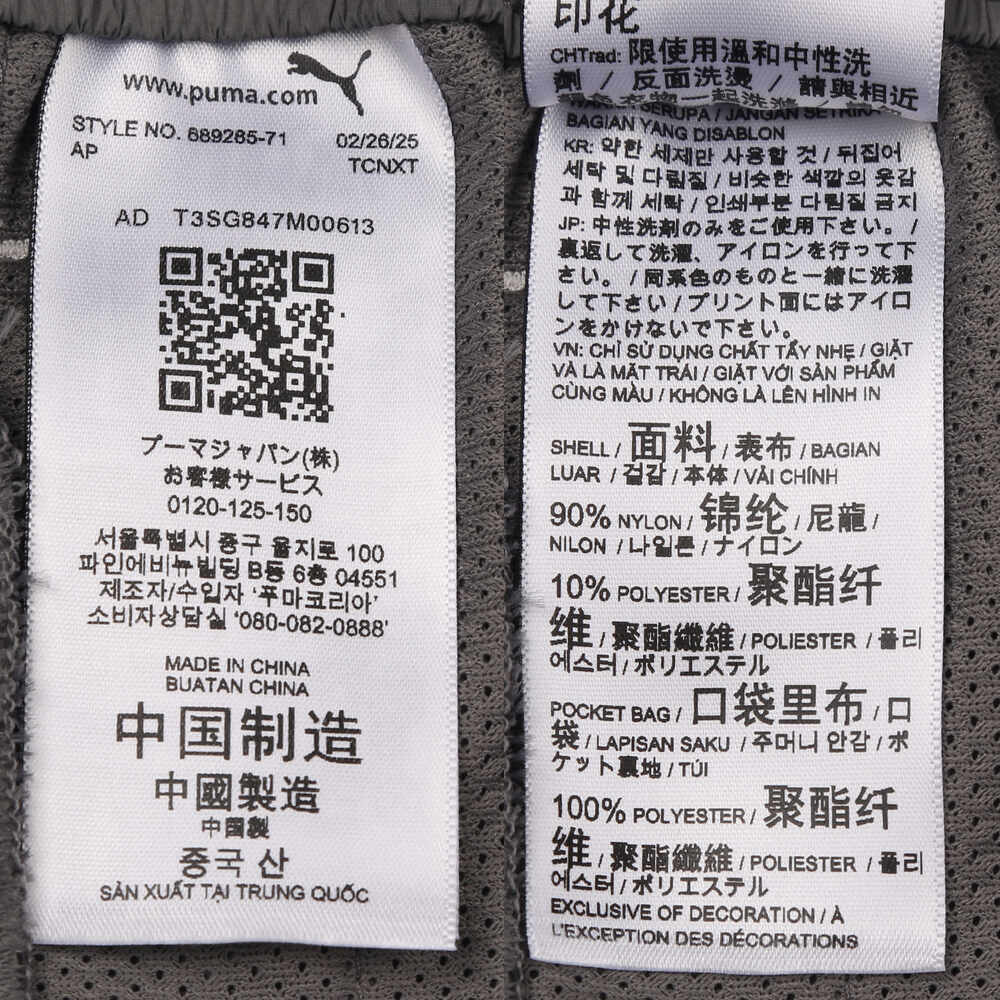 www.puma.com
STYLE NO. 689285-71 02/26/25
AP TCNXT
AD T3SG847M00613
プーマジャパン(株)
お客様サービス
0120-125-150
서울특별시 중구 을지로 100
파인에비뉴빌딩 B동 6층 04551
제조자/수입자 '푸마코리아'
소비자상담실 '080-082-0888'
MADE IN CHINA
BUATAN CHINA
中国制造
中國製造
中国製
중국 산
SẢN XUẤT TẠI TRUNG QUỐC
印花
CHTrad: 限使用溫和中性洗
劑 / 反面洗燙 / 請與相近
BAGIAN YANG DISABLON
KR: 약한 세제만 사용할 것 / 뒤집어
세탁 및 다림질 / 비슷한 색깔의 옷감
과 함께 세탁 / 인쇄부분 다림질 금지
JP: 中性洗剤のみをご使用下さい。 /
裏返して洗濯、アイロンを行って下
さい。 / 同系色のものと一緒に洗濯
して下さい / プリント面にはアイロ
ンをかけないで下さい。
VN: CHỈ SỬ DỤNG CHẤT TẨY NHẸ / GIẶT
VÀ LÀ MẶT TRÁI / GIẶT VỚI SẢN PHẨM
CÙNG MÀU / KHÔNG LÀ LÊN HÌNH IN
SHELL / 面料 / 表布 / BAGIAN
LUAR / 겉감 / 本体 / VẢI CHÍNH
90% NYLON / 锦纶 / 尼龍 /
NILON / 나일론 / ナイロン
10% POLYESTER / 聚酯纤
维 / 聚酯纖維 / POLIESTER / 폴리
에스터 / ポリエステル
POCKET BAG / 口袋里布 / 口
袋 / LAPISAN SAKU / 주머니 안감 / ポ
ケット裏地 / TÚI
100% POLYESTER / 聚酯纤
维 / 聚酯纖維 / POLIESTER / 폴리
에스터 / ポリエステル
EXCLUSIVE OF DECORATION / À
L'EXCEPTION DES DÉCORATIONS